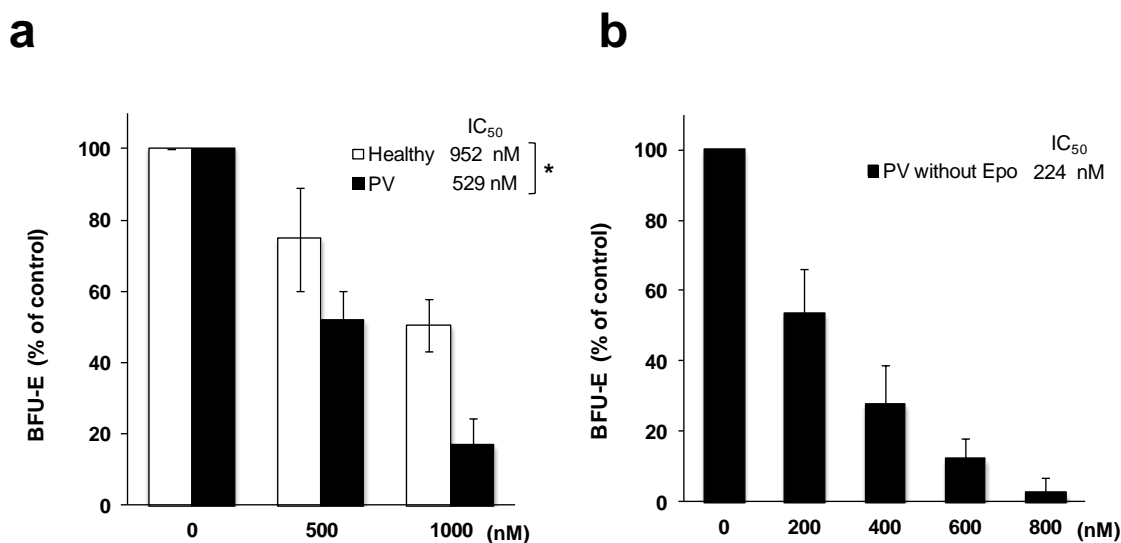 a
IC50
Healthy 952 nM
PV 529 nM
*
100
80
60
40
20
0
BFU-E (% of control)
0 500 1000 (nM)
b
IC50
PV without Epo 224 nM
100
80
60
40
20
0
BFU-E (% of control)
0 200 400 600 800 (nM)